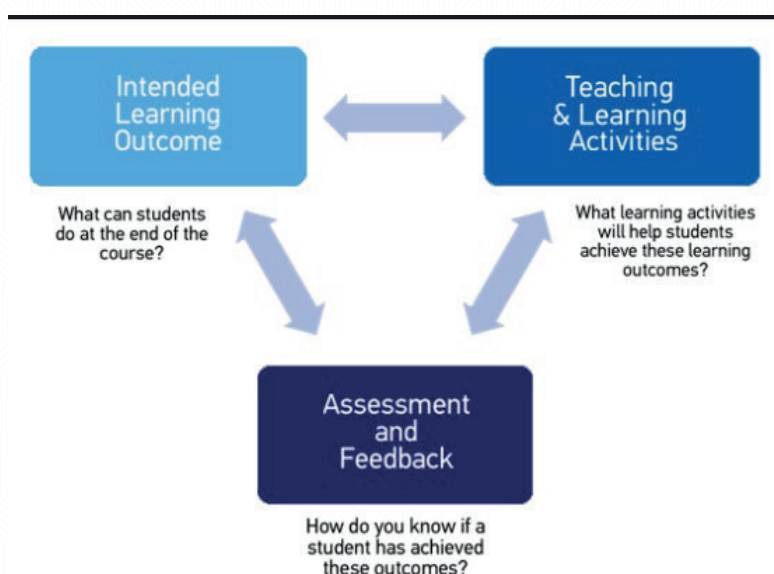 Intended
Learning
Outcome
What can students
do at the end of the
course?
Teaching
& Learning
Activities
What learning activities
will help students
achieve these learning
outcomes?
Assessment
and
Feedback
How do you know if a
student has achieved
these outcomes?